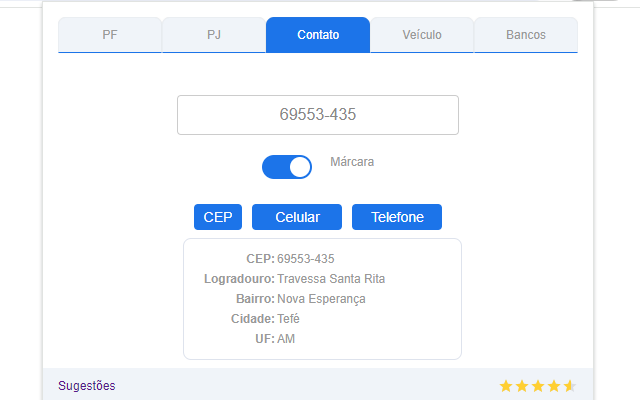 PF PJ Contato Veículo Bancos
69553-435
Márcara
CEP Celular Telefone
CEP: 69553-435
Logradouro: Travessa Santa Rita
Bairro: Nova Esperança
Cidade: Tefé
UF: AM
Sugestões